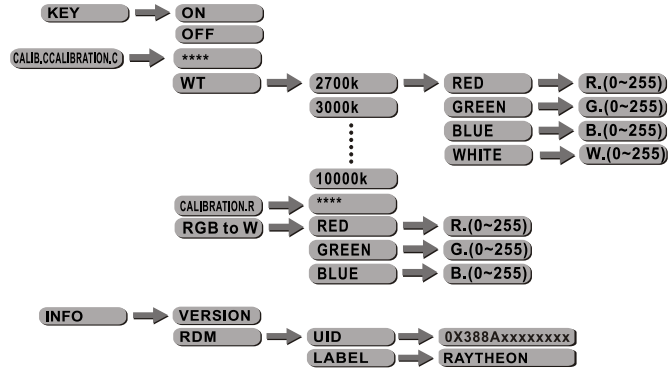 KEY ON
OFF
CALIB.CCALIBRATION.C ****
WT 2700k RED R.(0~255)
3000k GREEN G.(0~255)
BLUE B.(0~255)
WHITE W.(0~255)
10000k
CALIBRATION.R ****
RGB to W RED R.(0~255)
GREEN G.(0~255)
BLUE B.(0~255)
INFO VERSION
RDM UID 0X388Axxxxxxxx
LABEL RAYTHEON